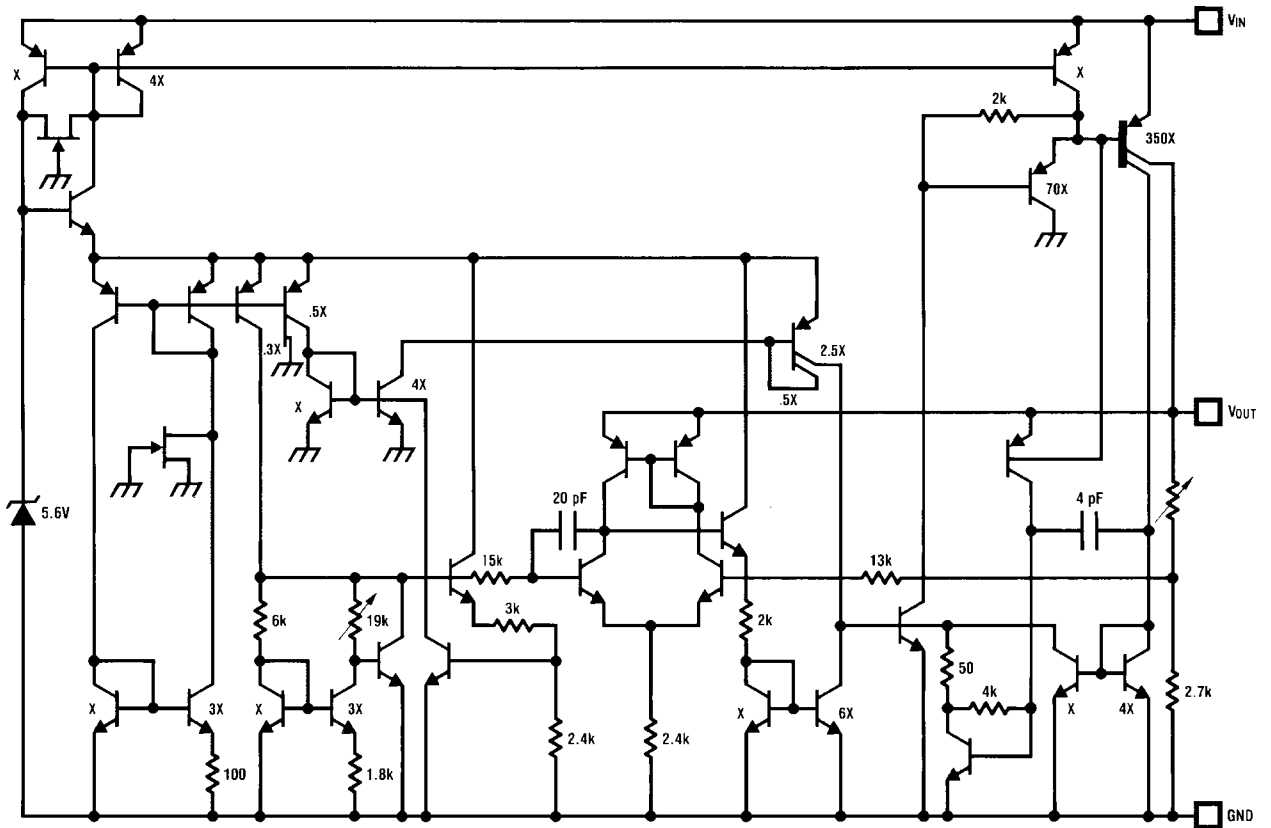 VIN
X
4X
X
2k
350X
70X
.5X
.3X
2.5X
4X
X
.5X
VOUT
20 pF
4 pF
5.6V
15k
13k
3k
6k
19k
2k
50
X
3X
X
3X
X
6X
4k
X
4X
2.7k
2.4k
2.4k
100
1.8k
GND